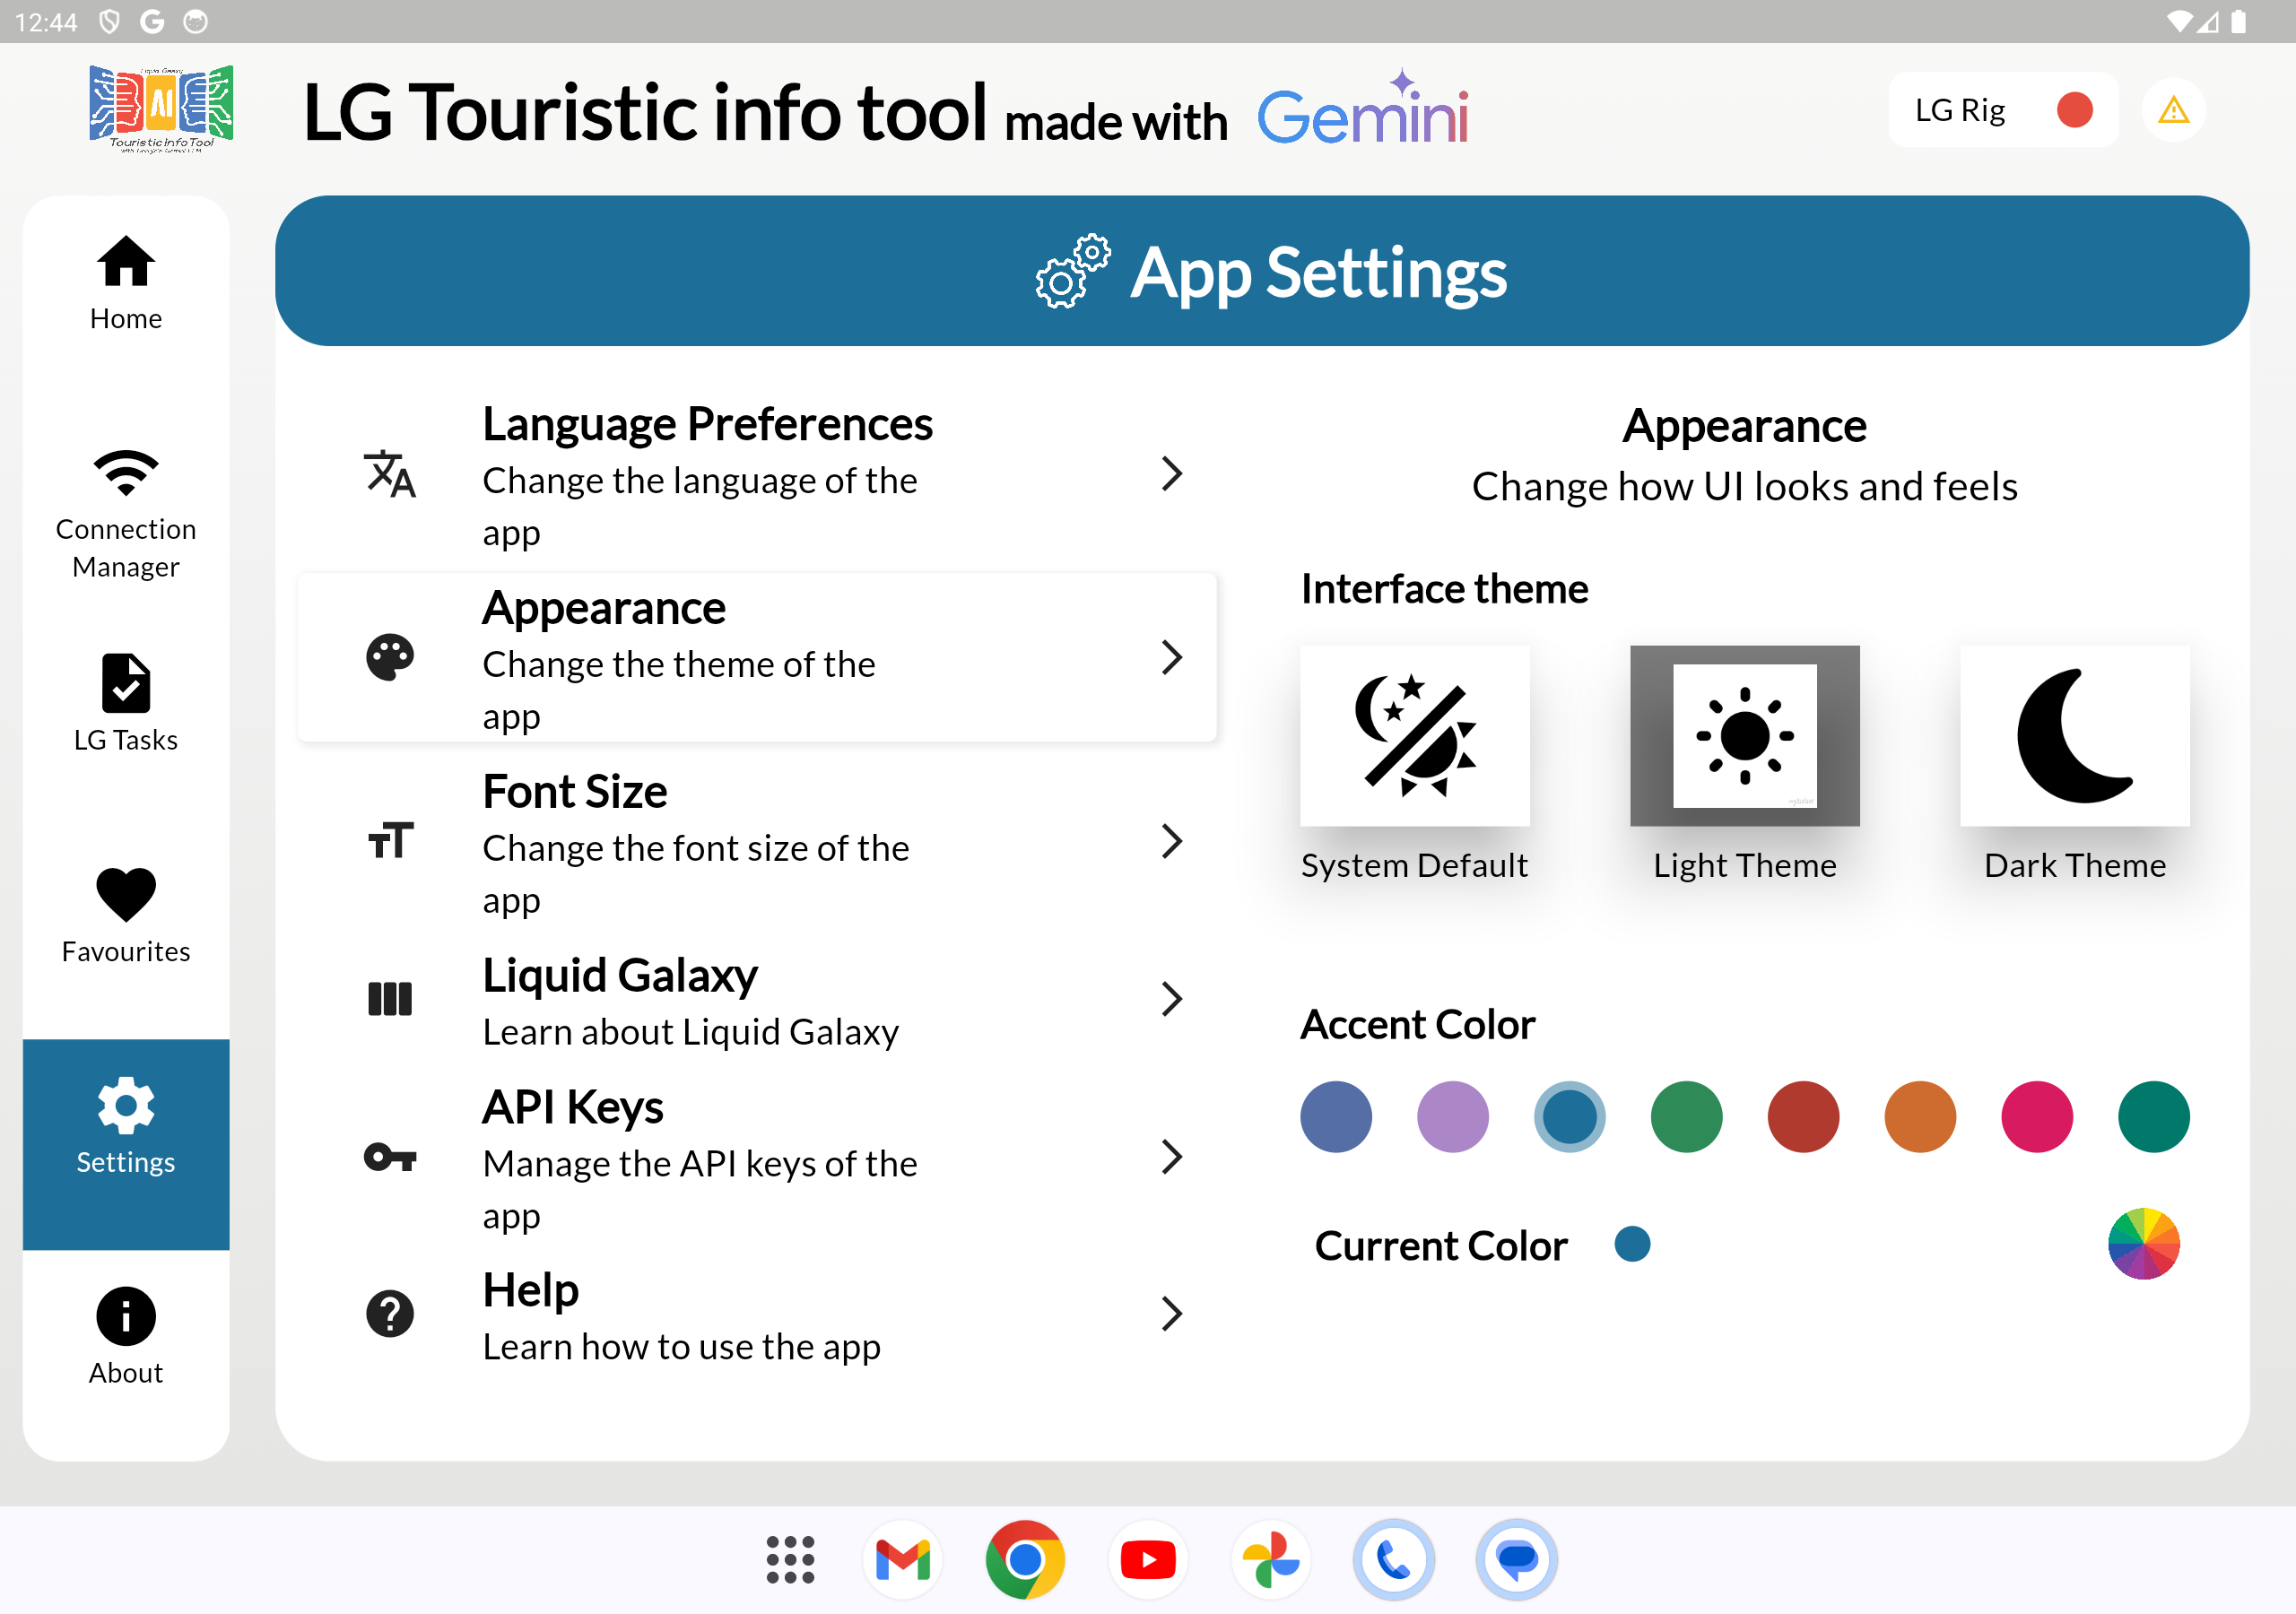 12:44
Liquid Galaxy
AI
TouristicInfoTool
LG Touristic info tool made with Gemini
LG Rig
Home
Connection
Manager
LG Tasks
Favourites
Settings
About
App Settings
Language Preferences
Change the language of the
app
Appearance
Change the theme of the
app
Font Size
Change the font size of the
app
Liquid Galaxy
Learn about Liquid Galaxy
API Keys
Manage the API keys of the
app
Help
Learn how to use the app
Appearance
Change how UI looks and feels
Interface theme
System Default
Light Theme
Dark Theme
Accent Color
Current Color